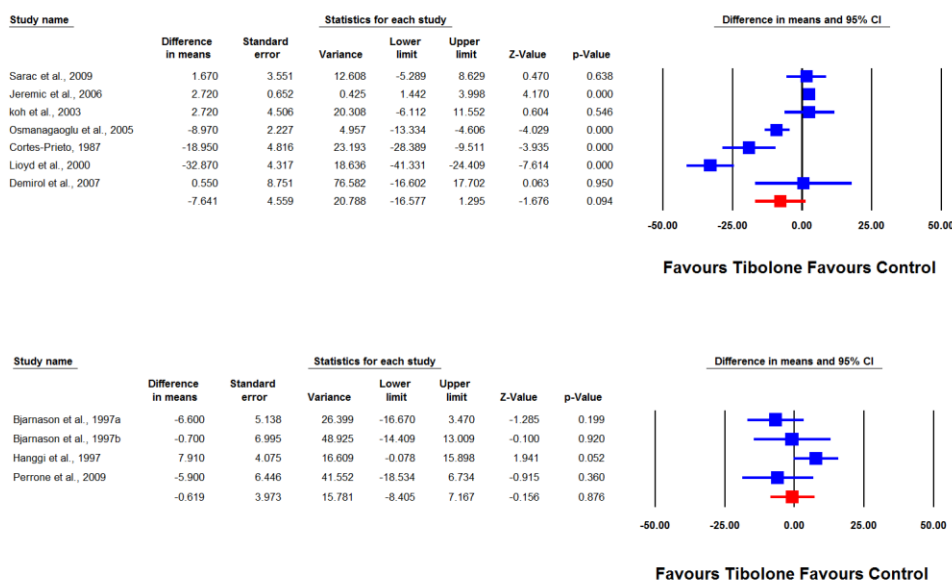 Study name Statistics for each study Difference in means and 95% CI
Difference in means Standard error Variance Lower limit Upper limit Z-Value p-Value
Sarac et al., 2009 1.670 3.551 12.608 -5.289 8.629 0.470 0.638
Jeremic et al., 2006 2.720 0.652 0.425 1.442 3.998 4.170 0.000
koh et al., 2003 2.720 4.506 20.308 -6.112 11.552 0.604 0.546
Osmanagaoglu et al., 2005 -8.970 2.227 4.957 -13.334 -4.606 -4.029 0.000
Cortes-Prieto, 1987 -18.950 4.816 23.193 -28.389 -9.511 -3.935 0.000
Lioyd et al., 2000 -32.870 4.317 18.636 -41.331 -24.409 -7.614 0.000
Demirol et al., 2007 0.550 8.751 76.582 -16.602 17.702 0.063 0.950
-7.641 4.559 20.788 -16.577 1.295 -1.676 0.094
-50.00 -25.00 0.00 25.00 50.00
Favours Tibolone Favours Control
Study name Statistics for each study Difference in means and 95% CI
Difference in means Standard error Variance Lower limit Upper limit Z-Value p-Value
Bjarnason et al., 1997a -6.600 5.138 26.399 -16.670 3.470 -1.285 0.199
Bjarnason et al., 1997b -0.700 6.995 48.925 -14.409 13.009 -0.100 0.920
Hanggi et al., 1997 7.910 4.075 16.609 -0.078 15.898 1.941 0.052
Perrone et al., 2009 -5.900 6.446 41.552 -18.534 6.734 -0.915 0.360
-0.619 3.973 15.781 -8.405 7.167 -0.156 0.876
-50.00 -25.00 0.00 25.00 50.00
Favours Tibolone Favours Control